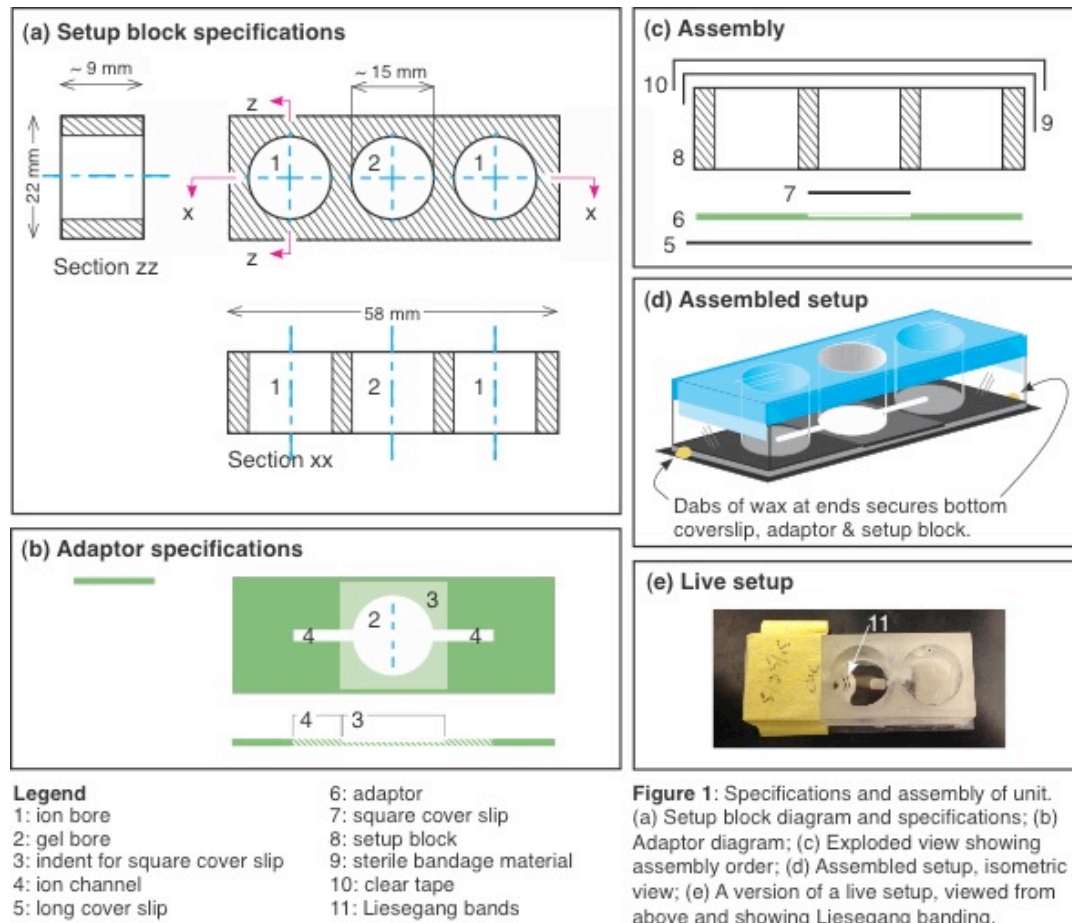 (a) Setup block specifications
~ 9 mm
~ 15 mm
z
22 mm
1
2
1
x
x
z
Section zz
58 mm
1
2
1
Section xx
(b) Adaptor specifications
3
2
4
4
4
3
Legend
1: ion bore
2: gel bore
3: indent for square cover slip
4: ion channel
5: long cover slip
6: adaptor
7: square cover slip
8: setup block
9: sterile bandage material
10: clear tape
11: Liesegang bands
(c) Assembly
10
9
8
7
6
5
(d) Assembled setup
Dabs of wax at ends secures bottom
coverslip, adaptor & setup block.
(e) Live setup
11
Figure 1: Specifications and assembly of unit.
(a) Setup block diagram and specifications; (b)
Adaptor diagram; (c) Exploded view showing
assembly order; (d) Assembled setup, isometric
view; (e) A version of a live setup, viewed from
above and showing Liesegang banding.